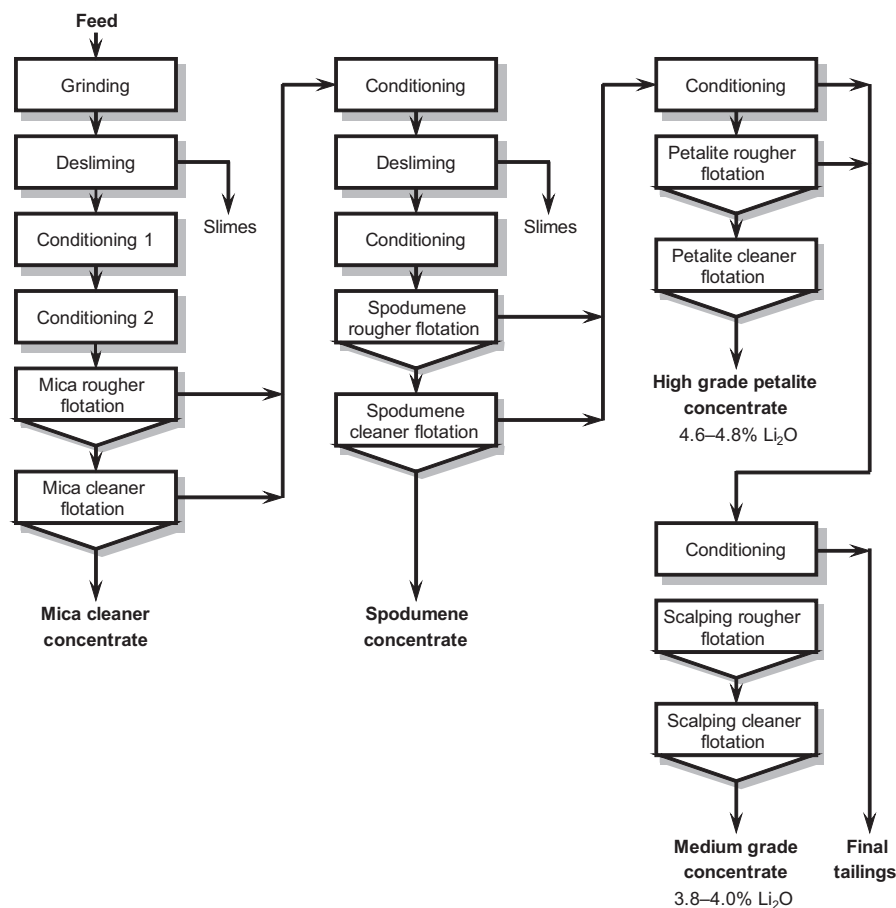 Feed
Grinding
Desliming
Slimes
Conditioning 1
Conditioning 2
Mica rougher
flotation
Mica cleaner
flotation
Mica cleaner
concentrate
Conditioning
Desliming
Slimes
Conditioning
Spodumene
rougher flotation
Spodumene
cleaner flotation
Spodumene
concentrate
Conditioning
Petalite rougher
flotation
Petalite cleaner
flotation
High grade petalite
concentrate
4.6–4.8% Li₂O
Conditioning
Scalping rougher
flotation
Scalping cleaner
flotation
Medium grade
concentrate
3.8–4.0% Li₂O
Final
tailings